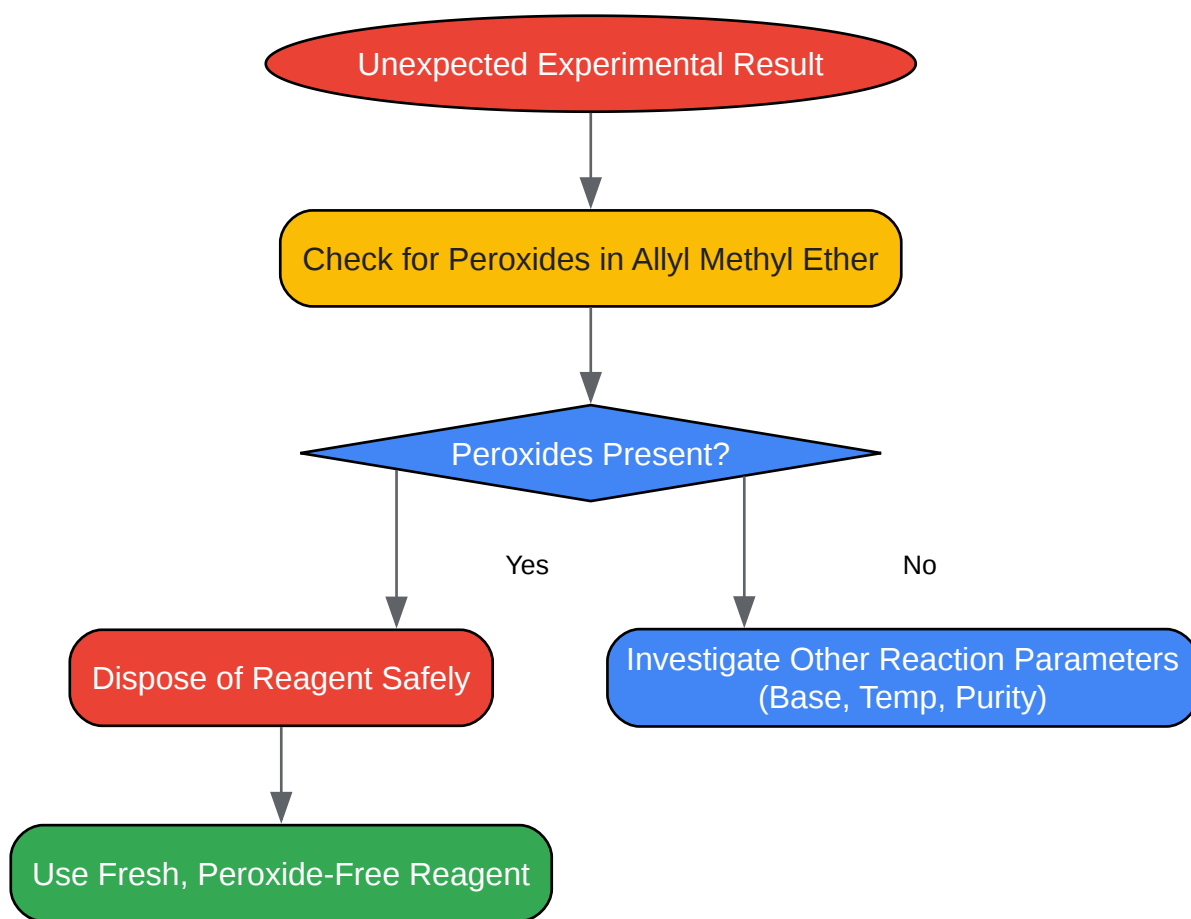 Unexpected Experimental Result
Check for Peroxides in Allyl Methyl Ether
Peroxides Present?
Yes
No
Dispose of Reagent Safely
Investigate Other Reaction Parameters
(Base, Temp, Purity)
Use Fresh, Peroxide-Free Reagent